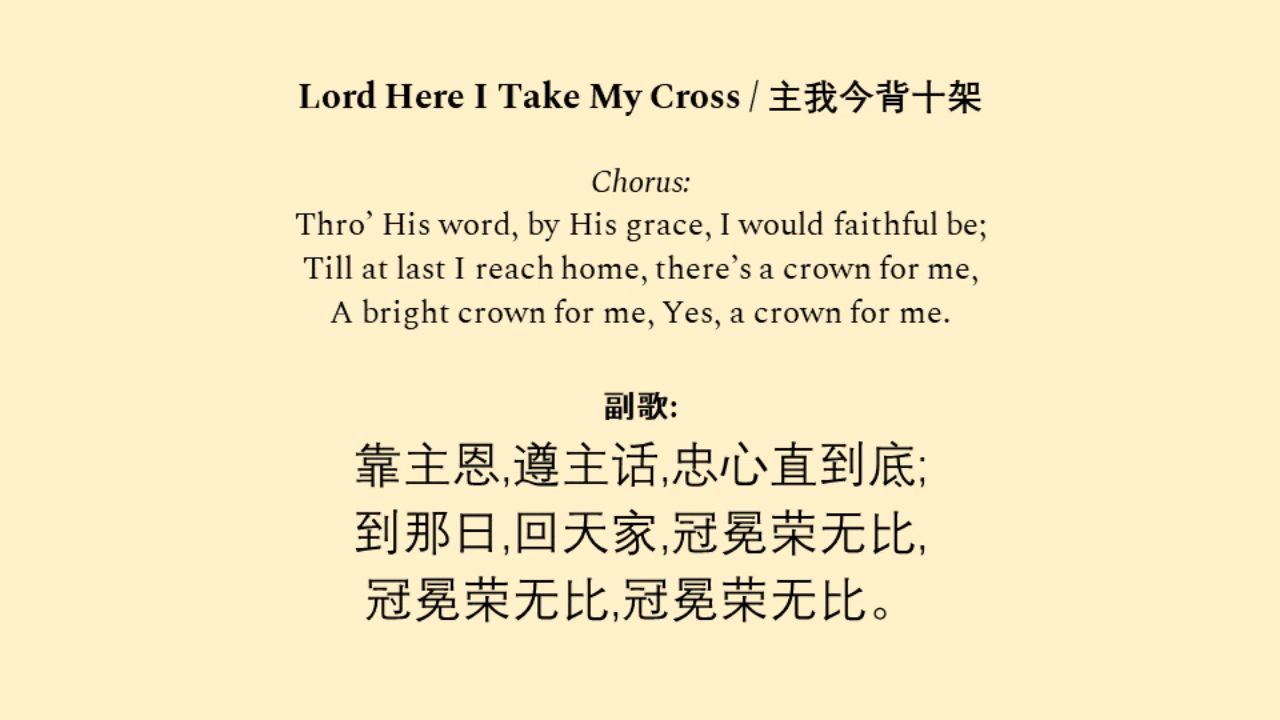 Lord Here I Take My Cross / 主我今背十架
Chorus:
Thro’ His word, by His grace, I would faithful be;
Till at last I reach home, there’s a crown for me,
A bright crown for me, Yes, a crown for me.
副歌:
靠主恩,遵主话,忠心直到底;
到那日,回天家,冠冕荣无比,
冠冕荣无比,冠冕荣无比。